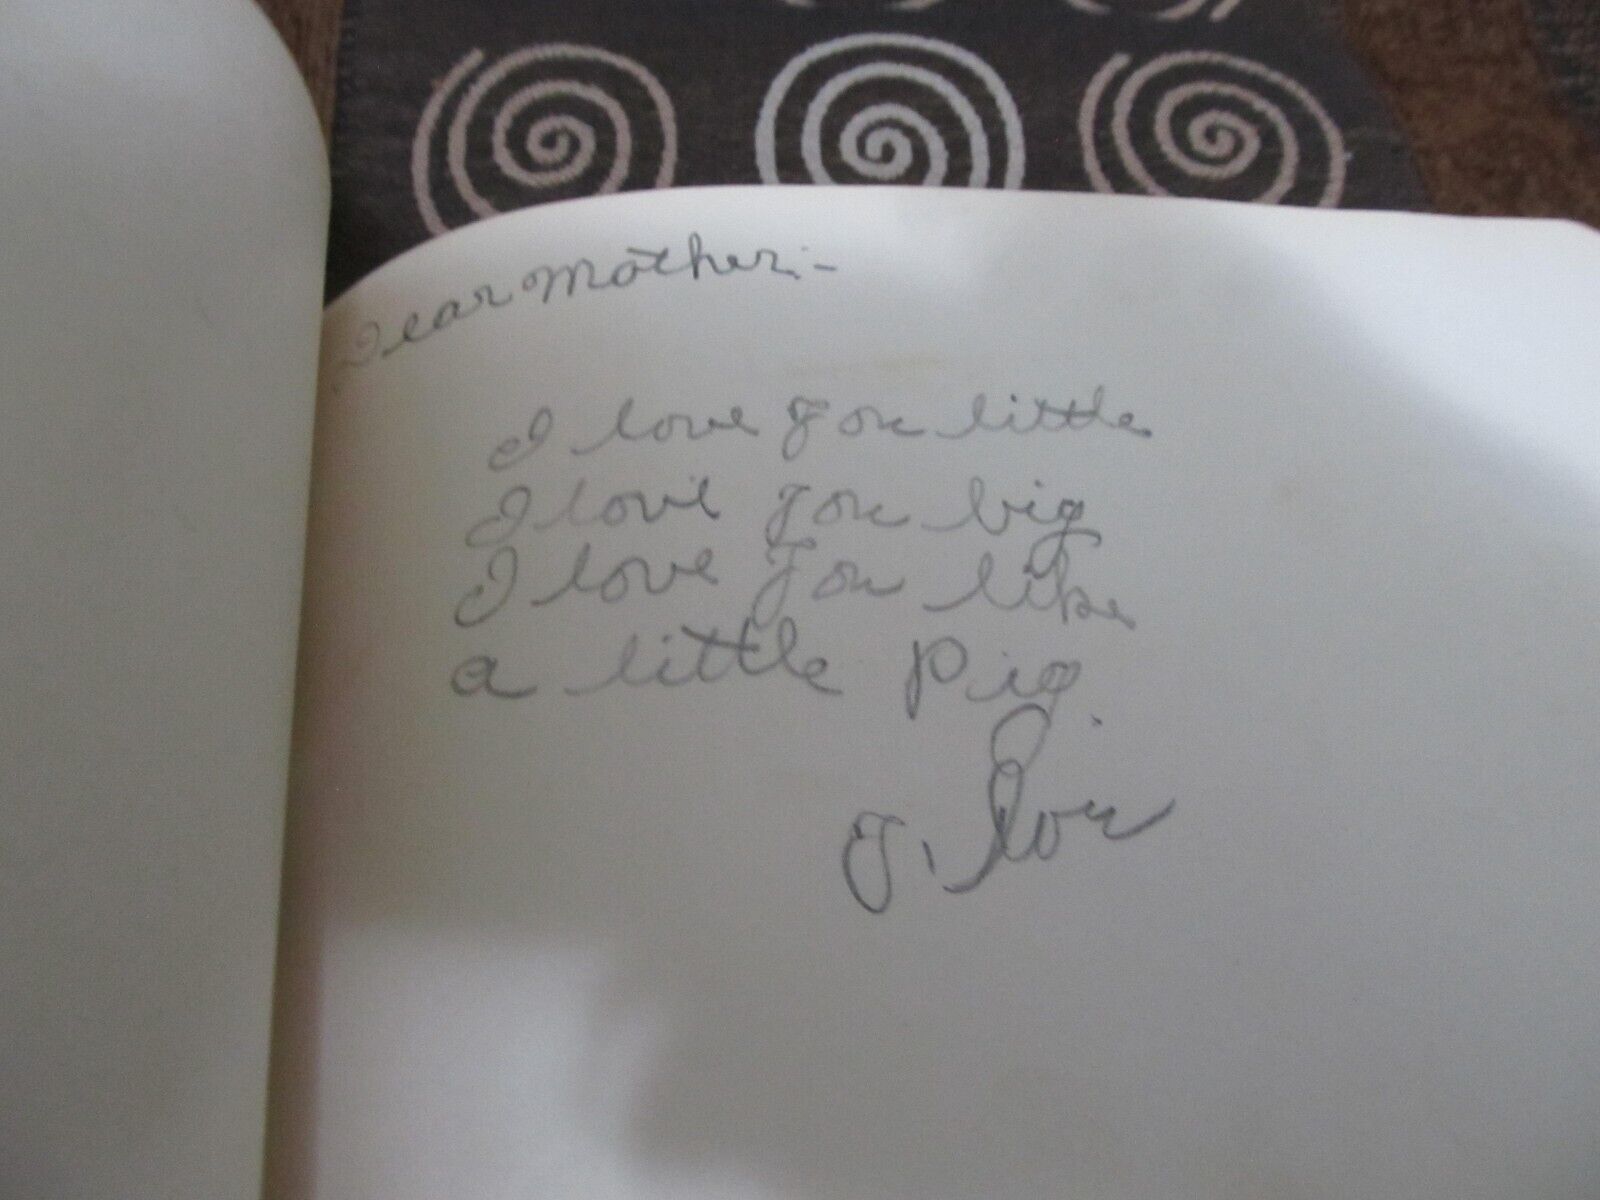 Dear Mother:-
I love you little
I love you big
I love you like
a little Pig.